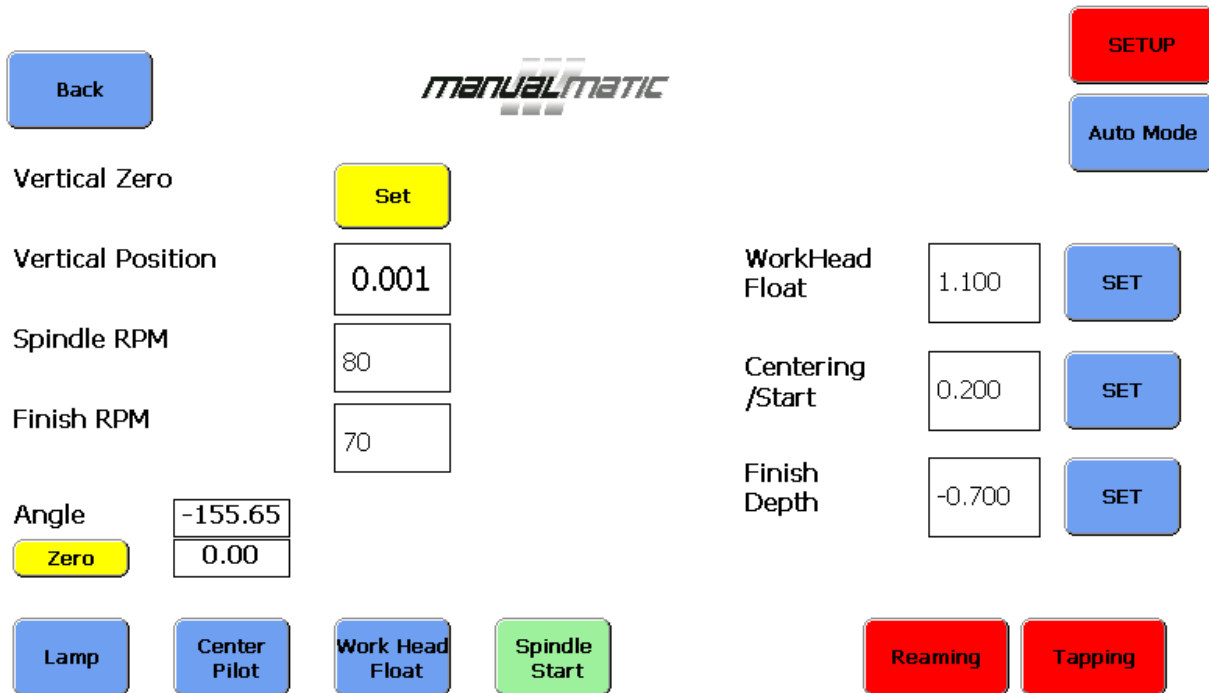 SETUP
Back
manualmatic
Auto Mode
Vertical Zero
Set
Vertical Position
0.001
WorkHead
Float
1.100
SET
Spindle RPM
80
Centering
/Start
0.200
SET
Finish RPM
70
Finish
Depth
-0.700
SET
Angle
-155.65
Zero
0.00
Lamp
Center
Pilot
Work Head
Float
Spindle
Start
Reaming
Tapping